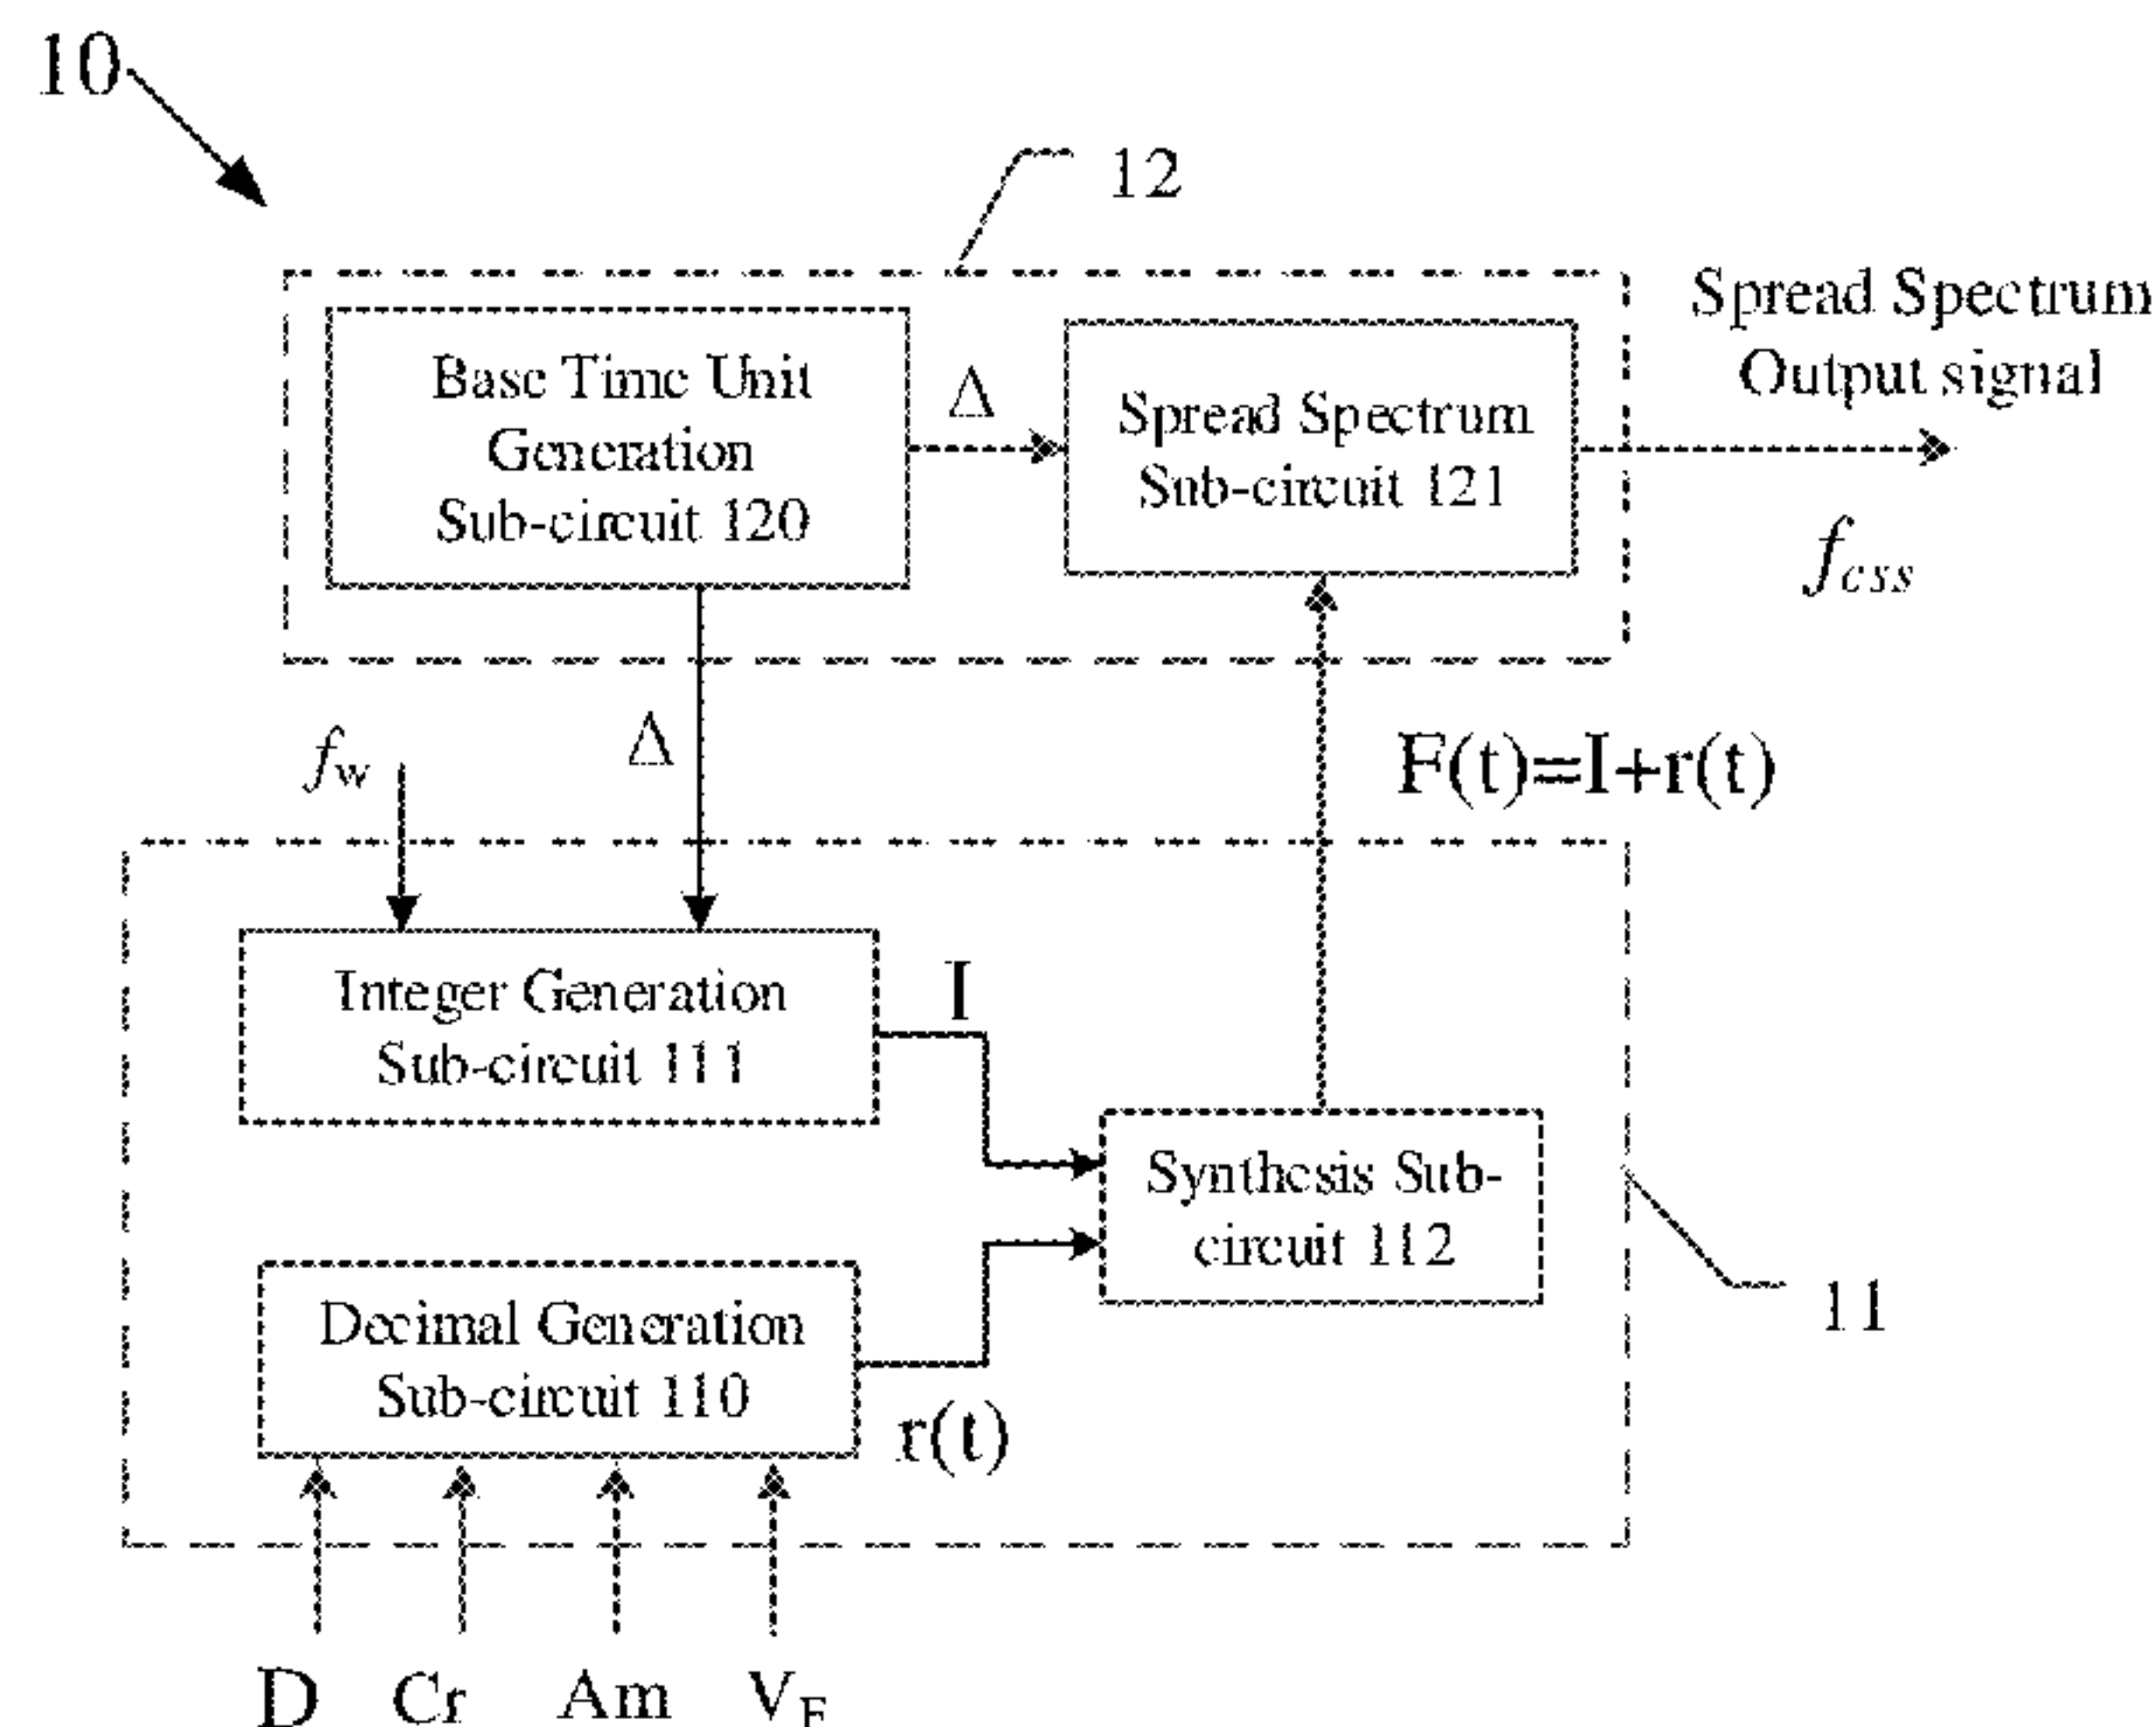 10
12
Base Time Unit
Generation
Sub-circuit 120
Δ
Spread Spectrum
Sub-circuit 121
Spread Spectrum
Output signal
fcss
fw
Δ
F(t)=I+r(t)
Integer Generation
Sub-circuit 111
I
Synthesis Sub-
circuit 112
Decimal Generation
Sub-circuit 110
r(t)
11
D Cr Am VF